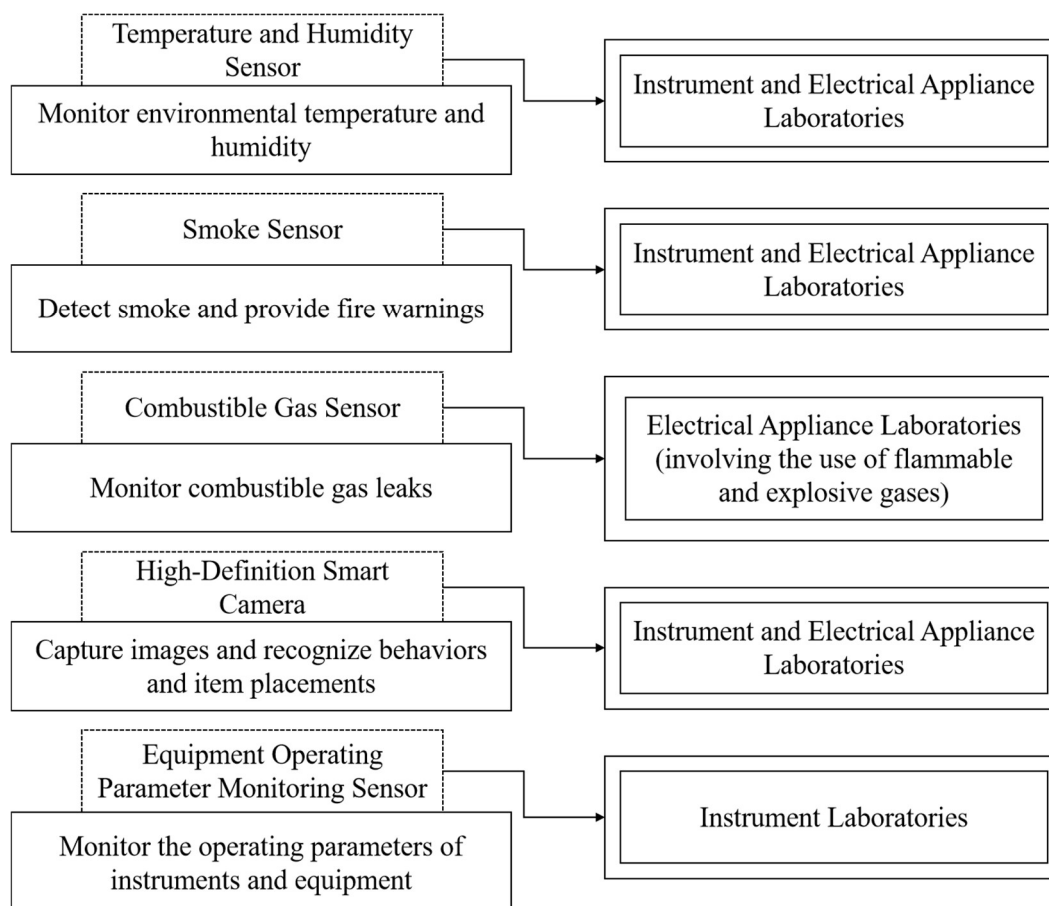 Temperature and Humidity
Sensor
Monitor environmental temperature and
humidity
Instrument and Electrical Appliance
Laboratories
Smoke Sensor
Detect smoke and provide fire warnings
Instrument and Electrical Appliance
Laboratories
Combustible Gas Sensor
Monitor combustible gas leaks
Electrical Appliance Laboratories
(involving the use of flammable
and explosive gases)
High-Definition Smart
Camera
Capture images and recognize behaviors
and item placements
Instrument and Electrical Appliance
Laboratories
Equipment Operating
Parameter Monitoring Sensor
Monitor the operating parameters of
instruments and equipment
Instrument Laboratories